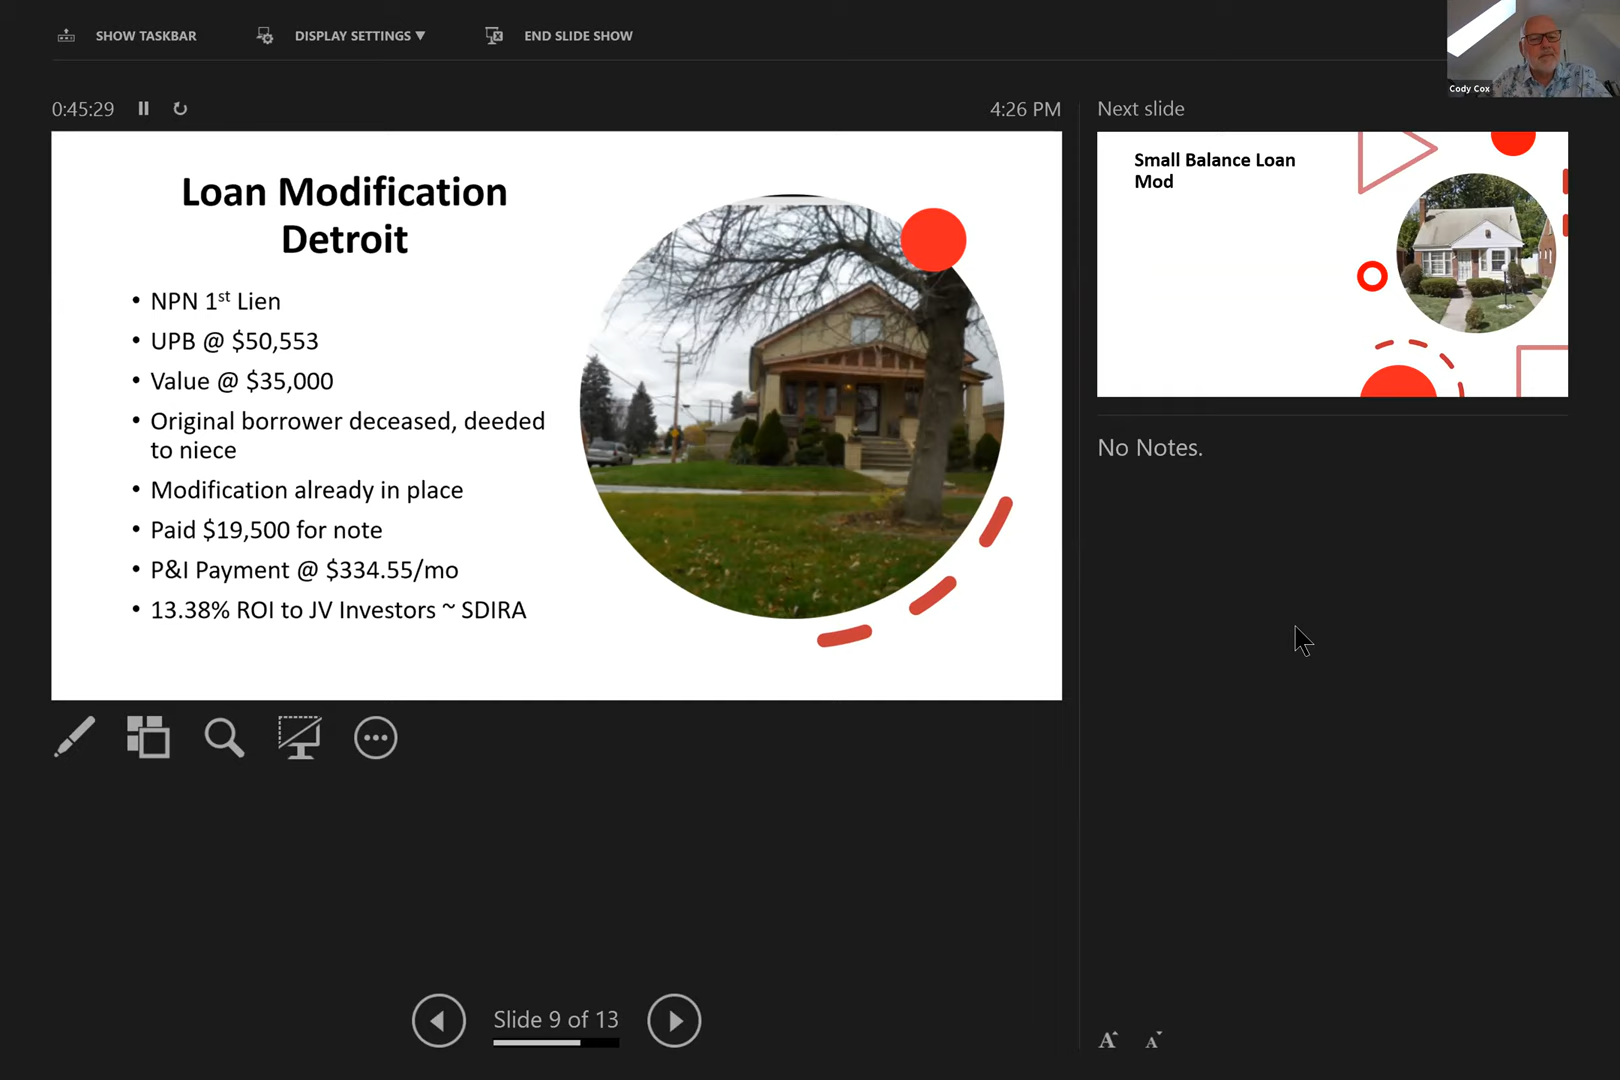 SHOW TASKBAR
DISPLAY SETTINGS ▼
END SLIDE SHOW
Cody Cox
0:45:29
4:26 PM
Next slide
Loan Modification
Detroit
• NPN 1st Lien
• UPB @ $50,553
• Value @ $35,000
• Original borrower deceased, deeded
to niece
• Modification already in place
• Paid $19,500 for note
• P&I Payment @ $334.55/mo
• 13.38% ROI to JV Investors ~ SDIRA
Small Balance Loan
Mod
No Notes.
Slide 9 of 13
A A